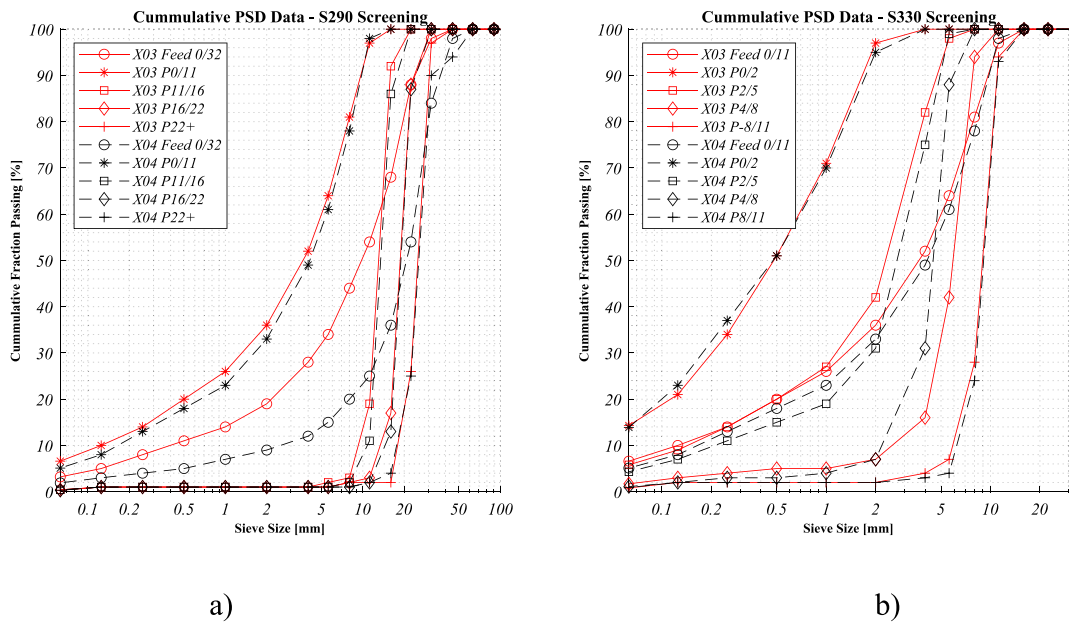 Cummulative PSD Data - S290 Screening
100
90
80
70
60
50
40
30
20
10
0
Cummulative Fraction Passing [%]
X03 Feed 0/32
X03 P0/11
X03 P11/16
X03 P16/22
X03 P22+
X04 Feed 0/32
X04 P0/11
X04 P11/16
X04 P16/22
X04 P22+
0.1 0.2 0.5 1 2 4 6 10 20 40 100
Sieve Size [mm]
a)
Cummulative PSD Data - S330 Screening
100
90
80
70
60
50
40
30
20
10
0
Cummulative Fraction Passing [%]
X03 Feed 0/11
X03 P0/2
X03 P2/5
X03 P4/8
X03 P-8/11
X04 Feed 0/11
X04 P0/2
X04 P2/5
X04 P4/8
X04 P8/11
0.1 0.2 0.5 1 2 4 6 10 20
Sieve Size [mm]
b)